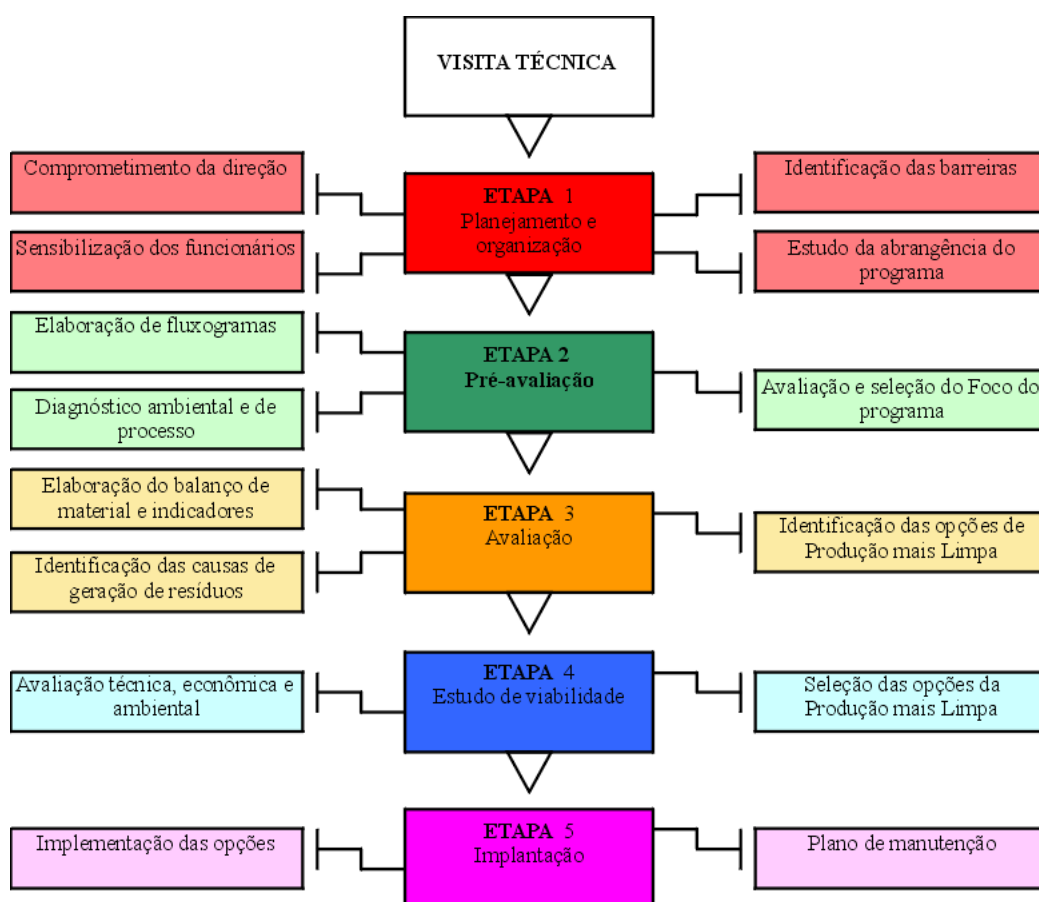 VISITA TÉCNICA
Comprometimento da direção
ETAPA 1
Planejamento e
organização
Identificação das barreiras
Sensibilização dos funcionários
Estudo da abrangência do
programa
Elaboração de fluxogramas
ETAPA 2
Pré-avaliação
Diagnóstico ambiental e de
processo
Avaliação e seleção do Foco do
programa
Elaboração do balanço de
material e indicadores
ETAPA 3
Avaliação
Identificação das causas de
geração de resíduos
Identificação das opções de
Produção mais Limpa
Avaliação técnica, econômica e
ambiental
ETAPA 4
Estudo de viabilidade
Seleção das opções da
Produção mais Limpa
Implementação das opções
ETAPA 5
Implantação
Plano de manutenção